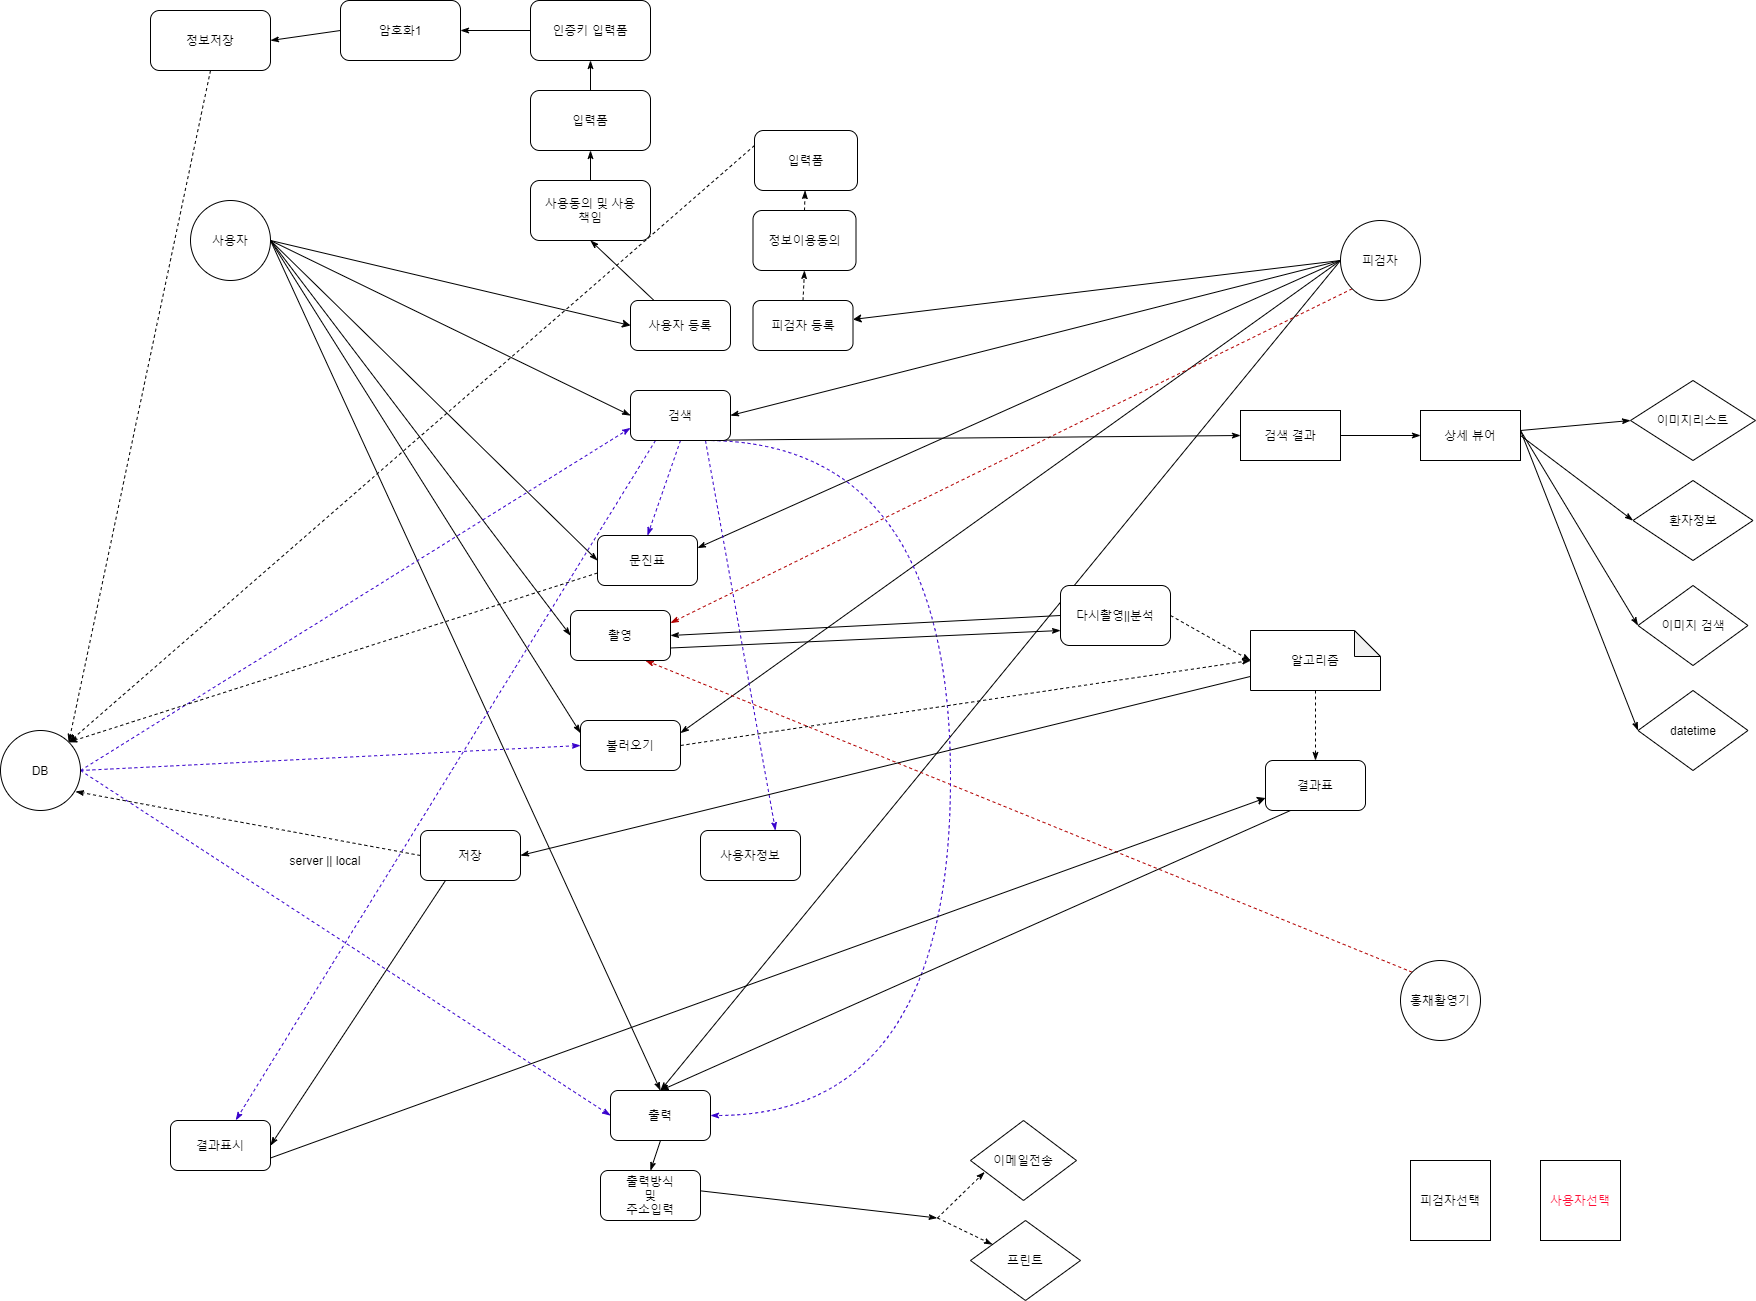 정보저장
암호화1
인증키 입력폼
입력폼
입력폼
사용동의 및 사용
책임
사용자
정보이용동의
피검자
사용자 등록
피검자 등록
검색
검색 결과
상세 뷰어
이미지리스트
환자정보
문진표
촬영
다시촬영||분석
이미지 검색
알고리즘
불러오기
datetime
DB
결과표
저장
사용자정보
server || local
홍채촬영기
출력
결과표시
출력방식
및
주소입력
이메일전송
프린트
피검자선택
사용자선택